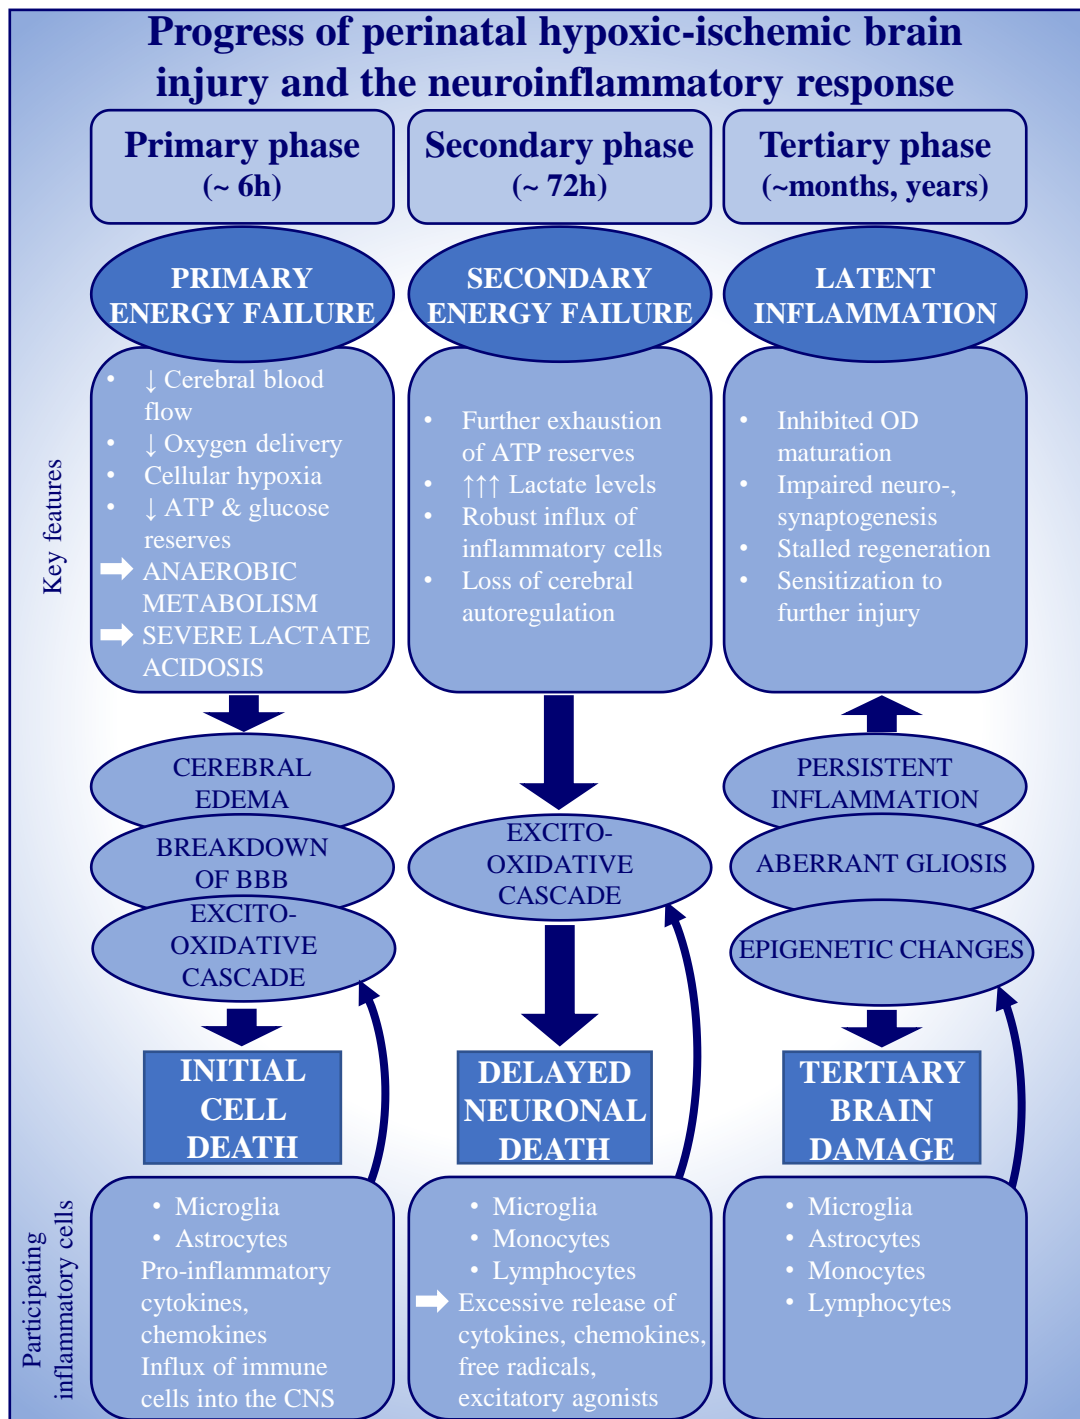 Progress of perinatal hypoxic-ischemic brain
injury and the neuroinflammatory response
Primary phase
(~ 6h)
Secondary phase
(~ 72h)
Tertiary phase
(~months, years)
PRIMARY
ENERGY FAILURE
SECONDARY
ENERGY FAILURE
LATENT
INFLAMMATION
Key features
• ↓ Cerebral blood
flow
• ↓ Oxygen delivery
• Cellular hypoxia
• ↓ ATP & glucose
reserves
ANAEROBIC
METABOLISM
SEVERE LACTATE
ACIDOSIS
• Further exhaustion
of ATP reserves
• ↑↑↑ Lactate levels
• Robust influx of
inflammatory cells
• Loss of cerebral
autoregulation
• Inhibited OD
maturation
• Impaired neuro-,
synaptogenesis
• Stalled regeneration
• Sensitization to
further injury
CEREBRAL
EDEMA
BREAKDOWN
OF BBB
EXCITO-
OXIDATIVE
CASCADE
EXCITO-
OXIDATIVE
CASCADE
PERSISTENT
INFLAMMATION
ABERRANT GLIOSIS
EPIGENETIC CHANGES
INITIAL
CELL
DEATH
DELAYED
NEURONAL
DEATH
TERTIARY
BRAIN
DAMAGE
Participating
inflammatory cells
• Microglia
• Astrocytes
Pro-inflammatory
cytokines,
chemokines
Influx of immune
cells into the CNS
• Microglia
• Monocytes
• Lymphocytes
Excessive release of
cytokines, chemokines,
free radicals,
excitatory agonists
• Microglia
• Astrocytes
• Monocytes
• Lymphocytes